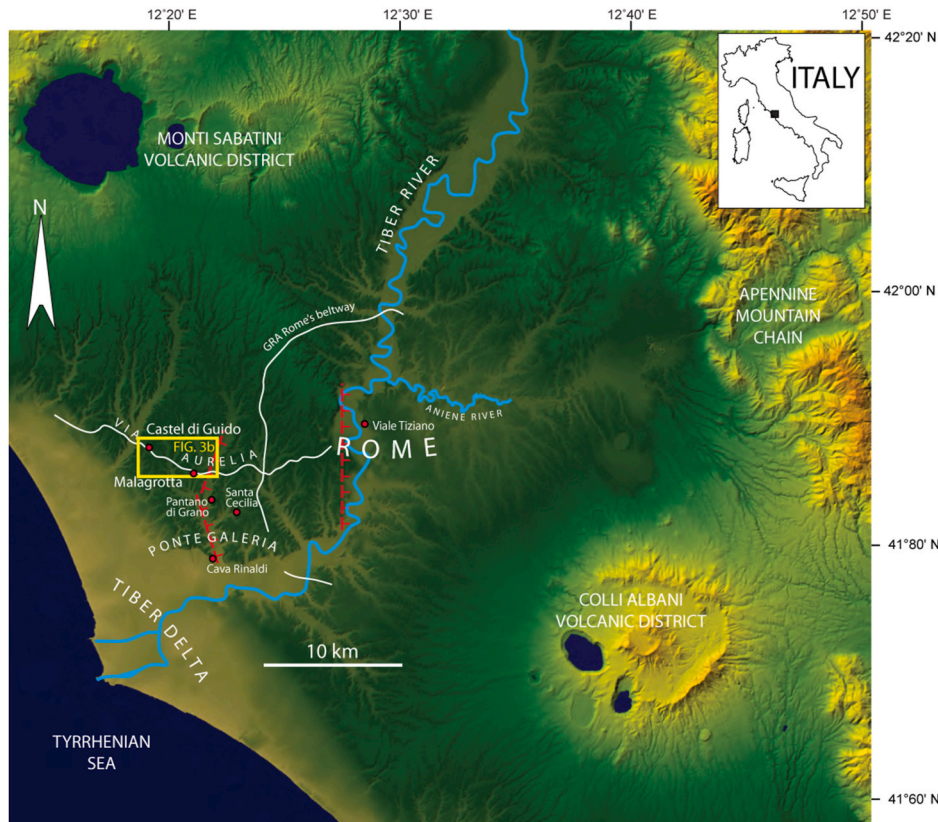 12°20' E
12°30' E
12°40' E
12°50' E
42°20' N
ITALY
MONTI SABATINI
VOLCANIC DISTRICT
TIBER RIVER
N
42°00' N
APENNINE
MOUNTAIN
CHAIN
GRA Rome's beltway
ANIENE RIVER
Viale Tiziano
ROME
VIA AURELIA
Castel di Guido
FIG. 3b
Malagrotta
Pantano
di Grano
Santa
Cecilia
PONTE GALERIA
Cava Rinaldi
41°80' N
TIBER DELTA
COLLI ALBANI
VOLCANIC DISTRICT
10 km
TYRRHENIAN
SEA
41°60' N